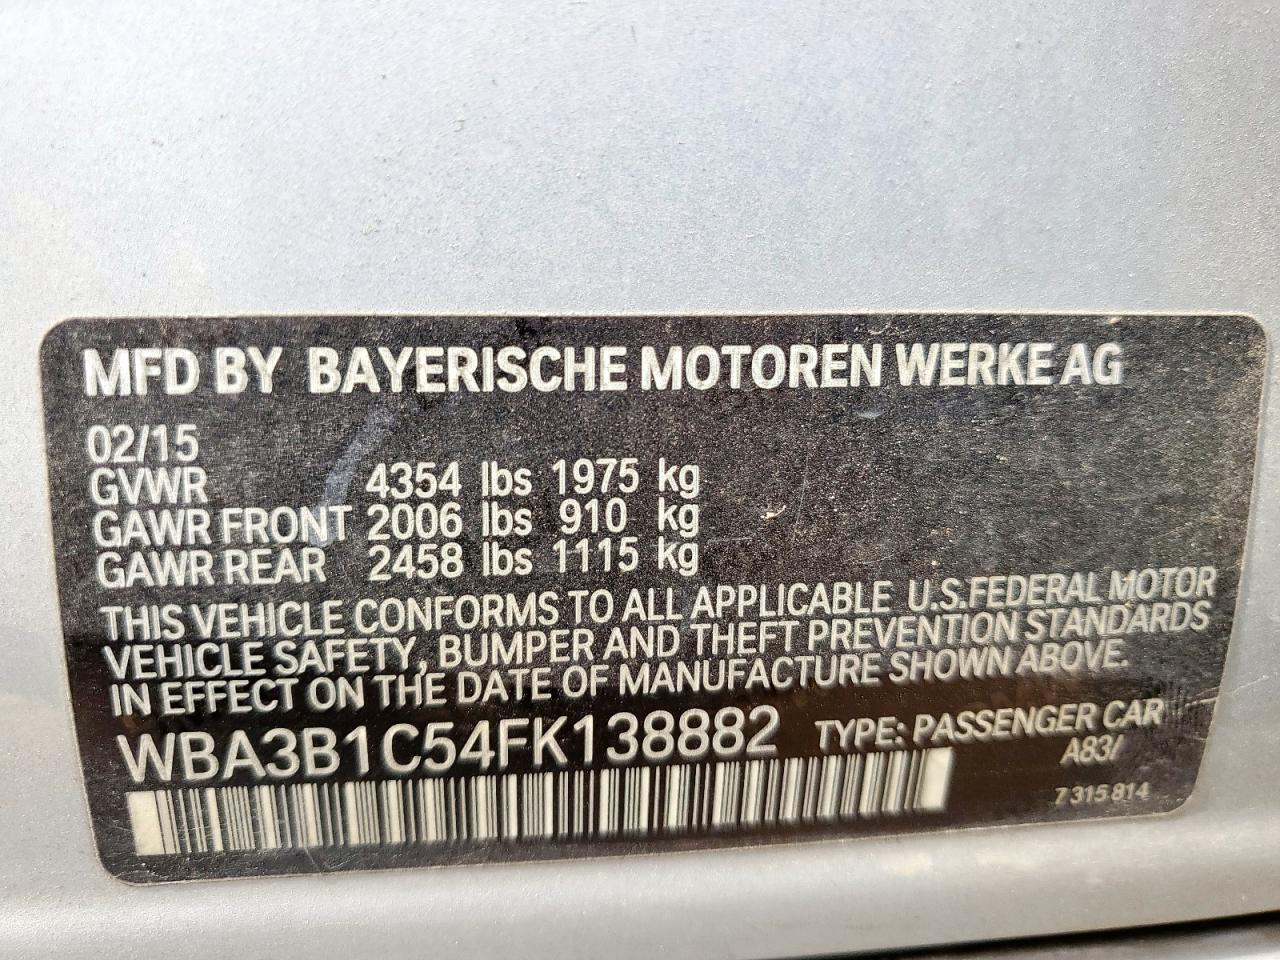 MFD BY BAYERISCHE MOTOREN WERKE AG
02/15
GVWR 4354 lbs 1975 kg
GAWR FRONT 2006 lbs 910 kg
GAWR REAR 2458 lbs 1115 kg
THIS VEHICLE CONFORMS TO ALL APPLICABLE U.S.FEDERAL MOTOR
VEHICLE SAFETY, BUMPER AND THEFT PREVENTION STANDARDS
IN EFFECT ON THE DATE OF MANUFACTURE SHOWN ABOVE.
WBA3B1C54FK138882 TYPE: PASSENGER CAR
A83/
7 315 814